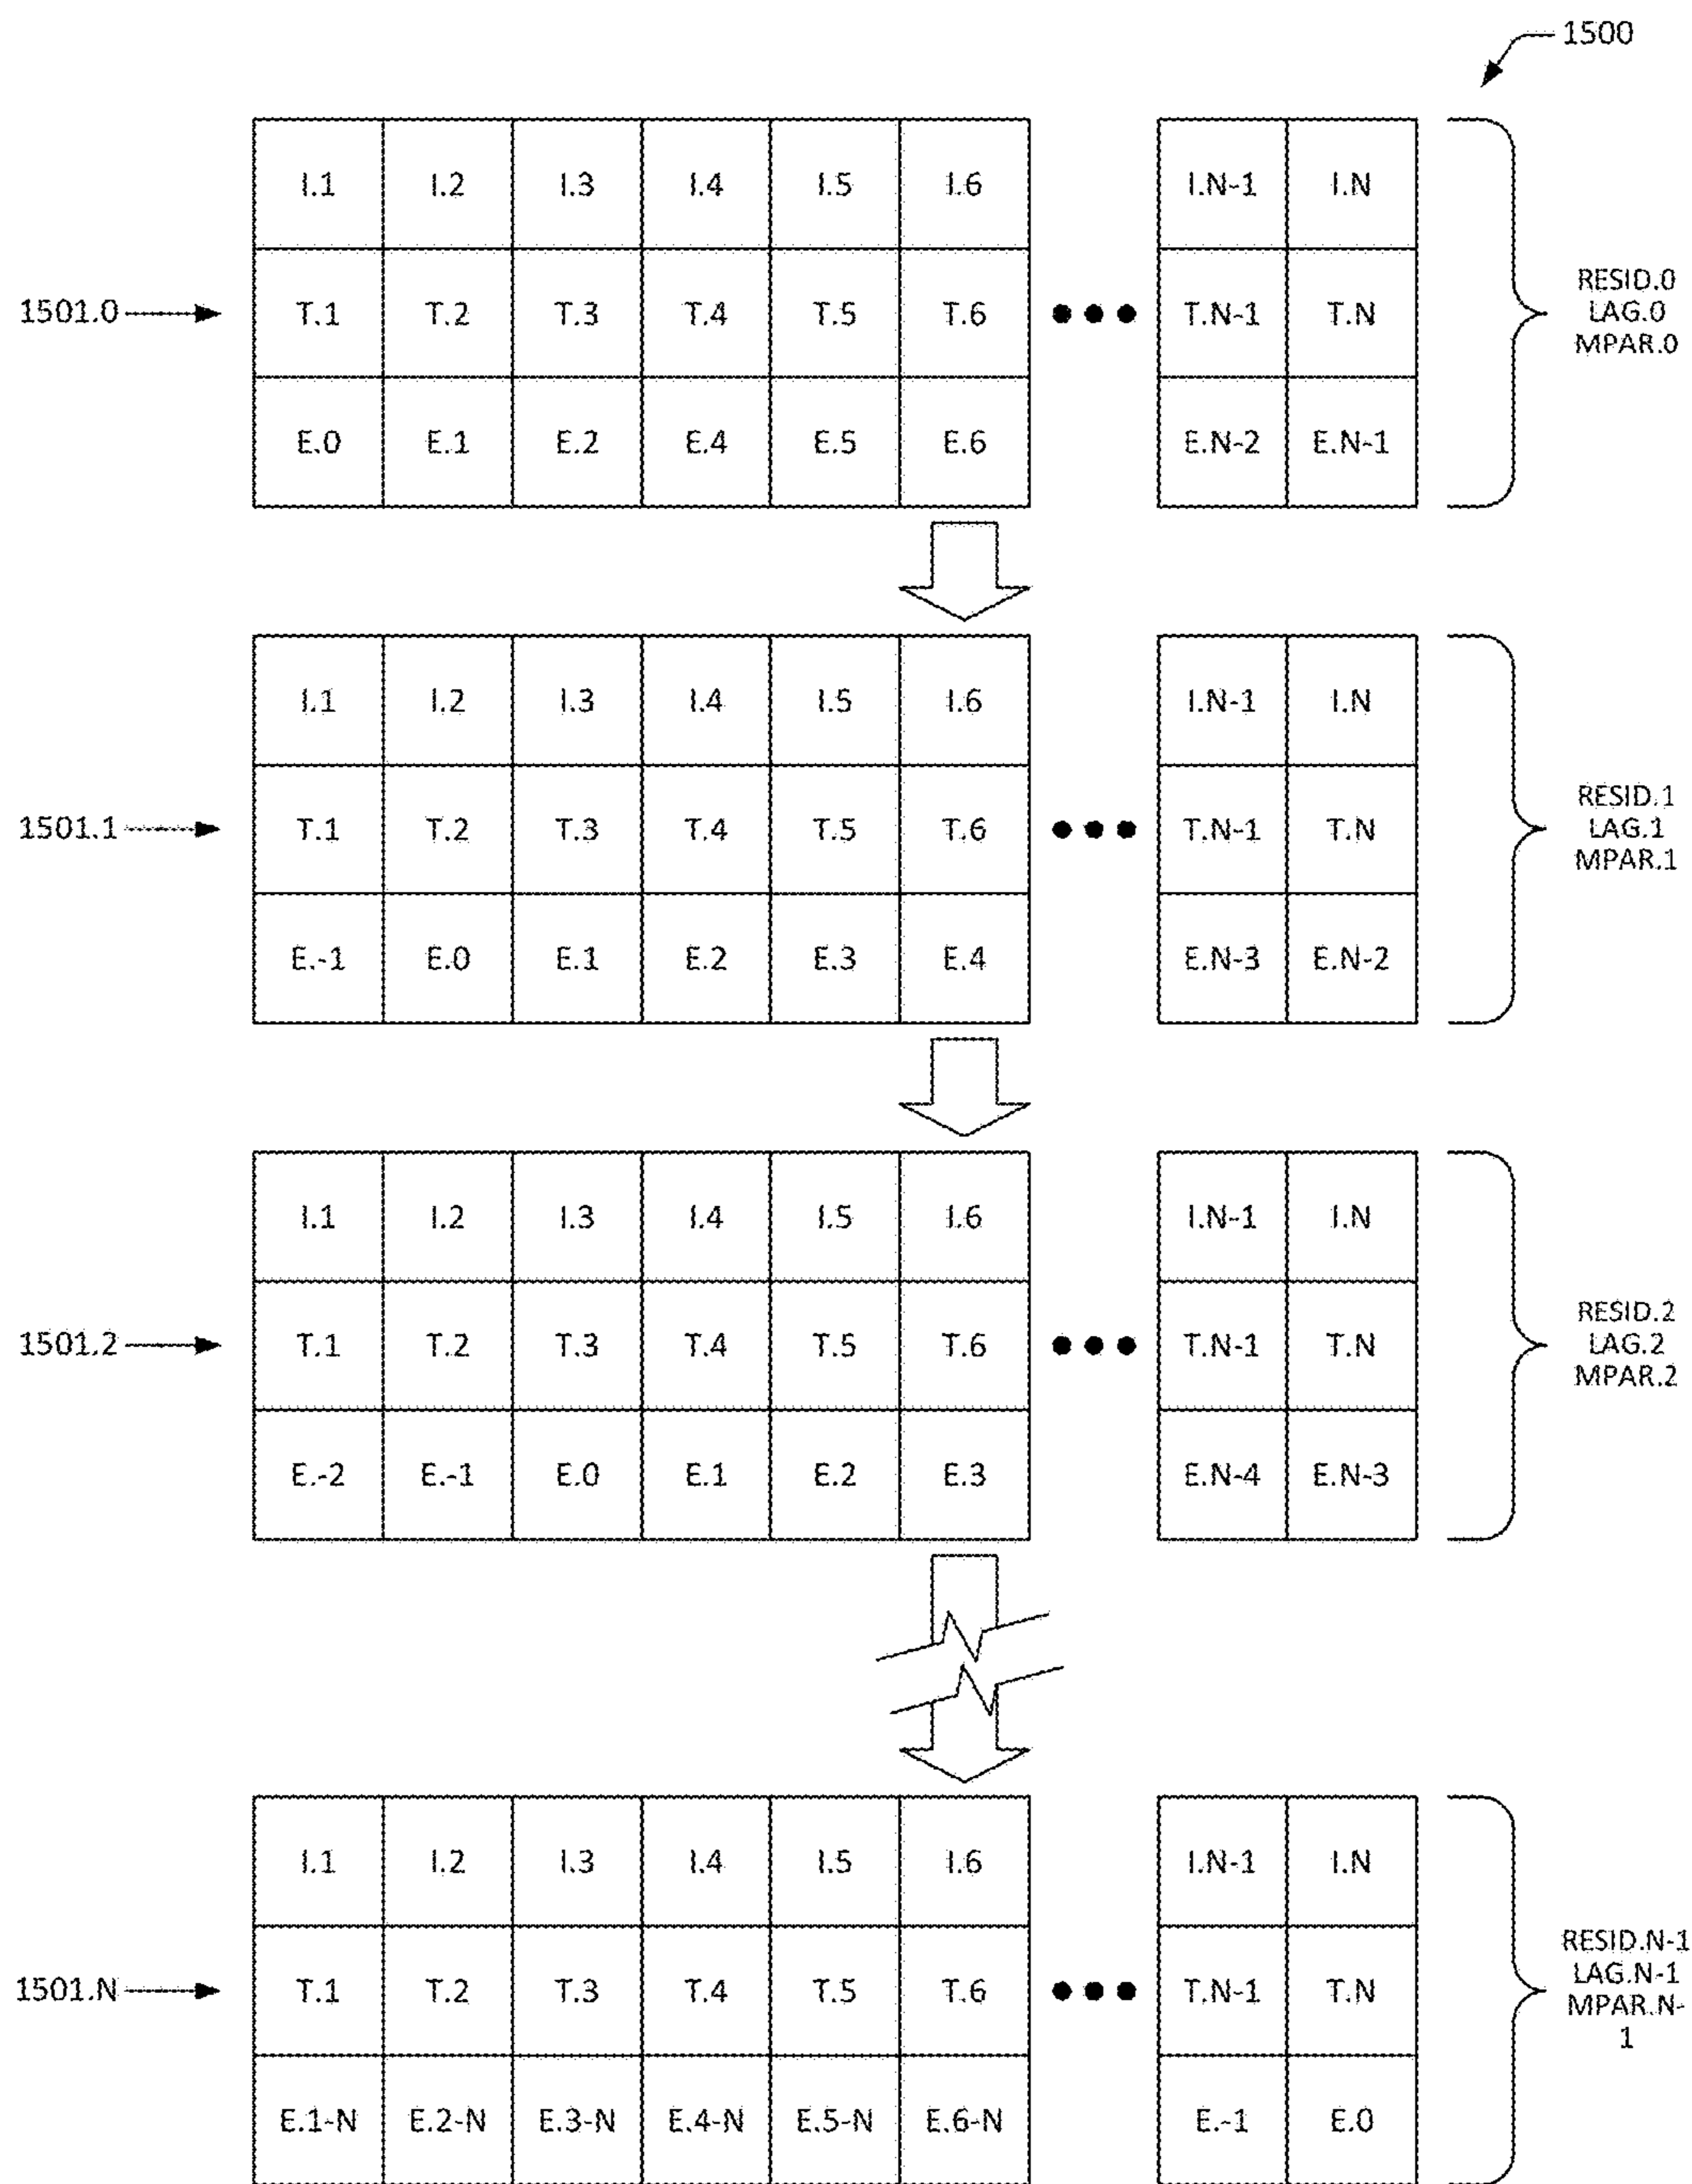 1500
I.1 I.2 I.3 I.4 I.5 I.6 I.N-1 I.N
1501.0 T.1 T.2 T.3 T.4 T.5 T.6 T.N-1 T.N
RESID.0
LAG.0
MPAR.0
E.0 E.1 E.2 E.4 E.5 E.6 E.N-2 E.N-1
I.1 I.2 I.3 I.4 I.5 I.6 I.N-1 I.N
1501.1 T.1 T.2 T.3 T.4 T.5 T.6 T.N-1 T.N
RESID.1
LAG.1
MPAR.1
E.-1 E.0 E.1 E.2 E.3 E.4 E.N-3 E.N-2
I.1 I.2 I.3 I.4 I.5 I.6 I.N-1 I.N
1501.2 T.1 T.2 T.3 T.4 T.5 T.6 T.N-1 T.N
RESID.2
LAG.2
MPAR.2
E.-2 E.-1 E.0 E.1 E.2 E.3 E.N-4 E.N-3
I.1 I.2 I.3 I.4 I.5 I.6 I.N-1 I.N
1501.N T.1 T.2 T.3 T.4 T.5 T.6 T.N-1 T.N
RESID.N-1
LAG.N-1
MPAR.N-
1
E.1-N E.2-N E.3-N E.4-N E.5-N E.6-N E.-1 E.0